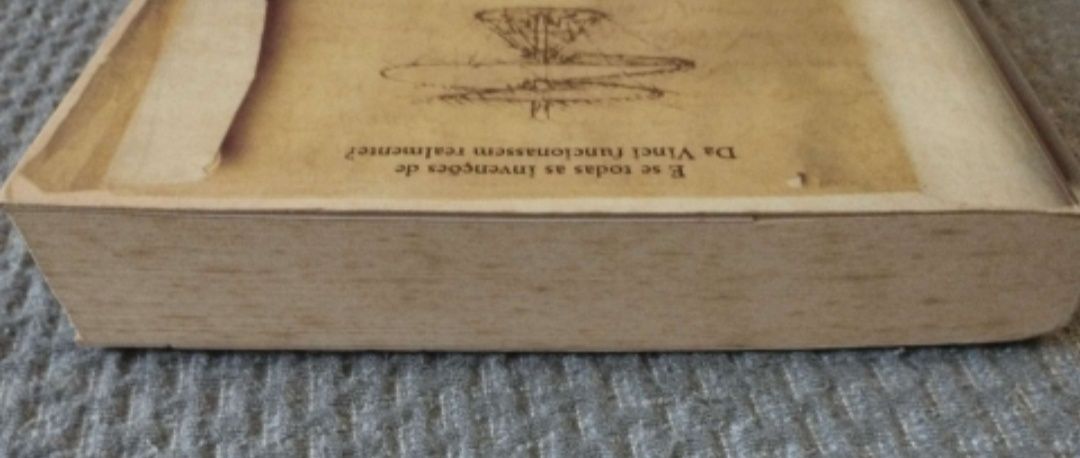 E se todas as invenções de
Da Vinci funcionassem realmente?